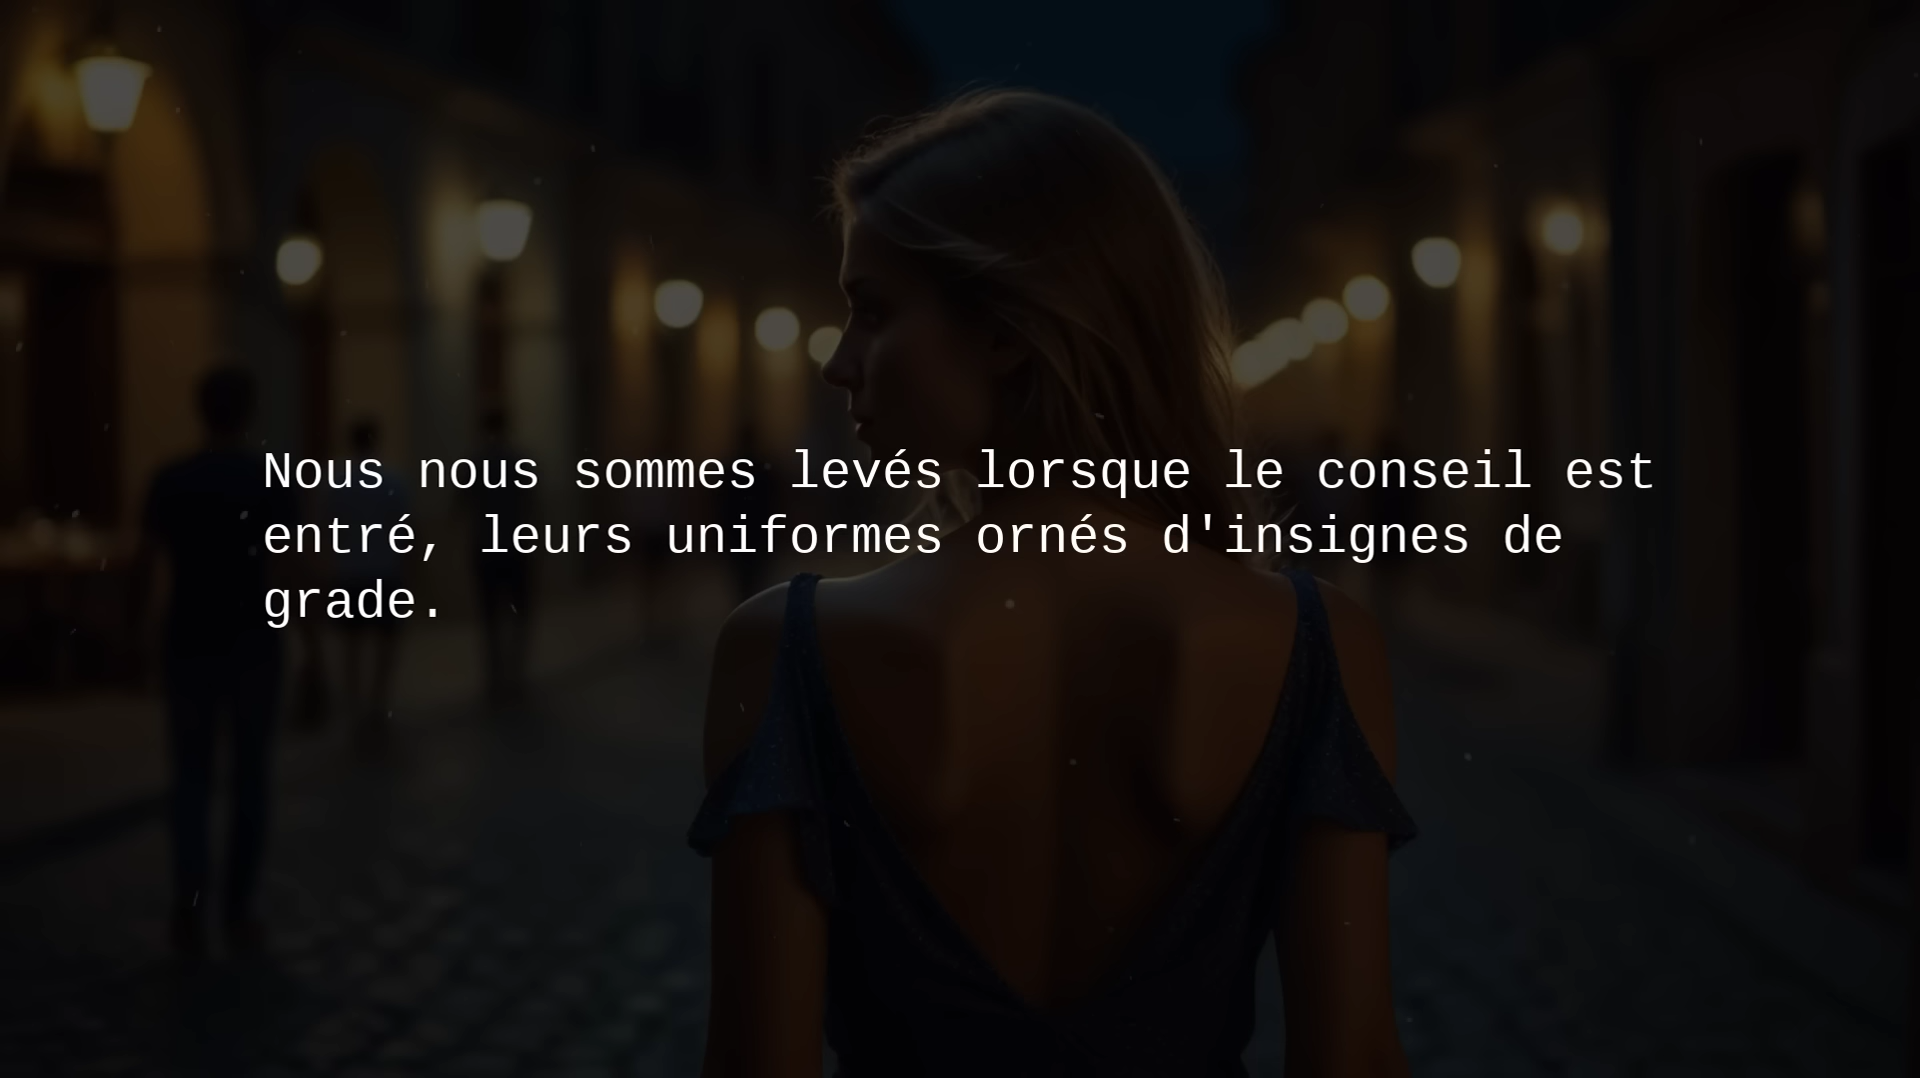 Nous nous sommes levés lorsque le conseil est
entré, leurs uniformes ornés d'insignes de
grade.